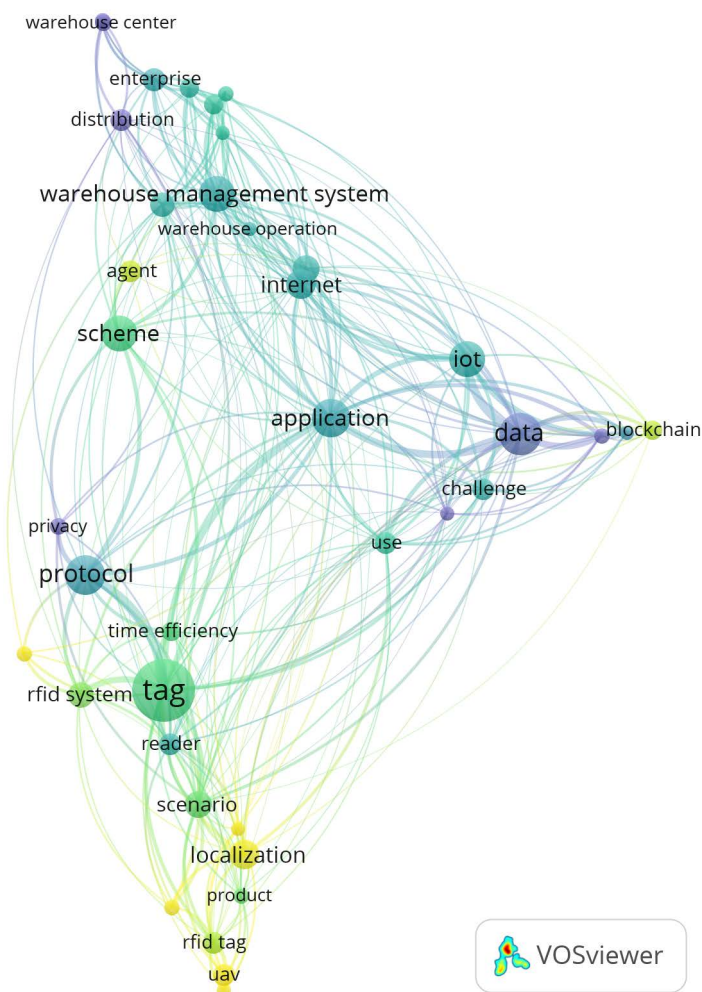 warehouse center
enterprise
distribution
warehouse management system
warehouse operation
agent
internet
scheme
iot
application
data
blockchain
challenge
privacy
use
protocol
time efficiency
tag
rfid system
reader
scenario
localization
product
rfid tag
VOSviewer
uav